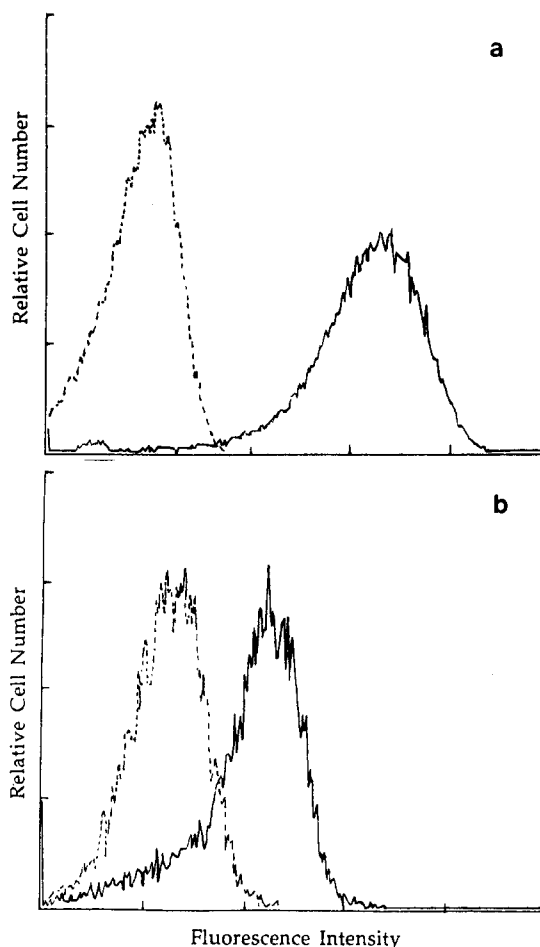 a
Relative Cell Number
b
Relative Cell Number
Fluorescence Intensity